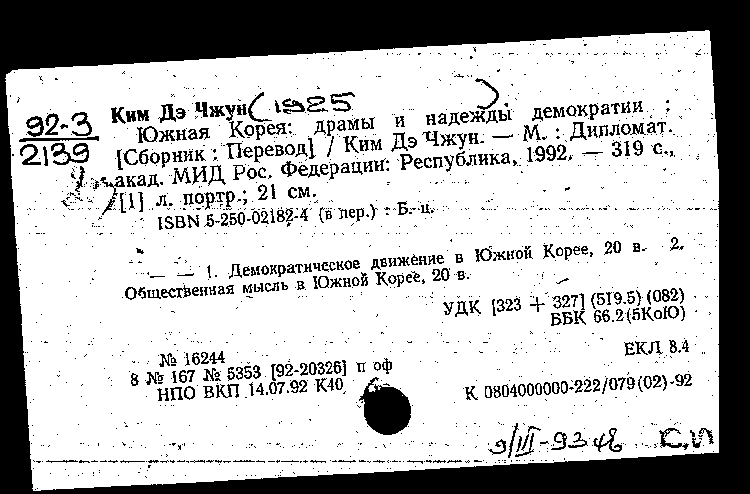 92-3
2139
Ким Дэ Чжун (1925 ).
Южная Корея: драмы и надежды демократии :
[Сборник : Перевод] / Ким Дэ Чжун. — М. : Дипломат.
акад. МИД Рос. Федерации: Республика, 1992. — 319 с.,
[1] л. портр.; 21 см.
ISBN 5-250-02182-4 (в пер.) : Б. ц.
— — 1. Демократическое движение в Южной Корее, 20 в. 2.
Общественная мысль в Южной Корее, 20 в.
УДК [323 + 327] (519.5) (082)
ББК 66.2(5КоЮ)
ЕКЛ 8.4
№ 16244
8 № 167 № 5353 [92-20326] п оф
НПО ВКП 14.07.92 К40
К 0804000000-222/079(02)-92
9/III-93